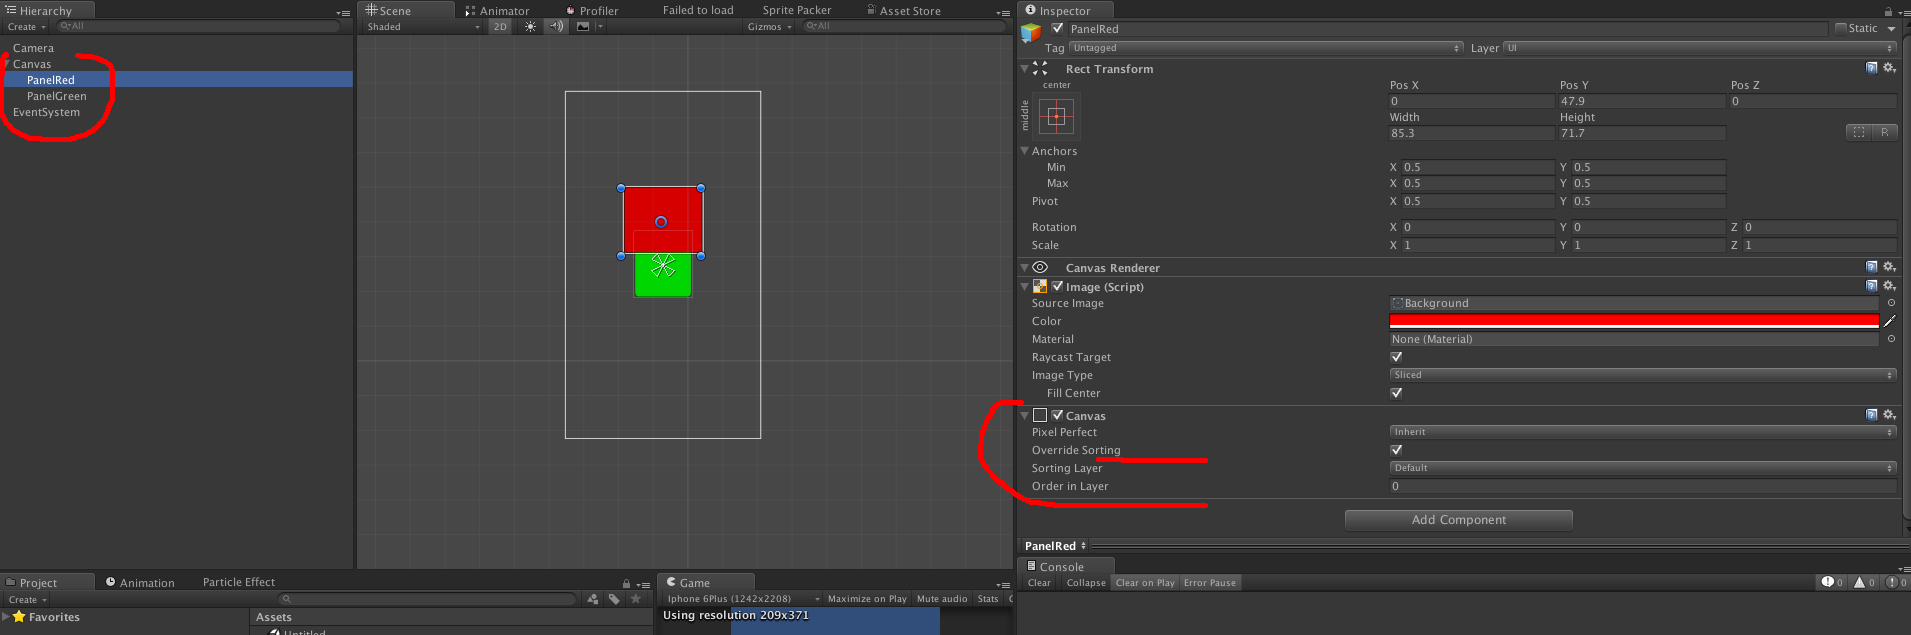 Hierarchy
Create All
Camera
Canvas
PanelRed
PanelGreen
EventSystem
Scene Animator Profiler Failed to load Sprite Packer Asset Store
Shaded 2D Gizmos All
Inspector
PanelRed Static
Tag Untagged Layer UI
Rect Transform
center
middle
Pos X Pos Y Pos Z
0 47.9 0
Width Height
85.3 71.7
R
Anchors
Min X 0.5 Y 0.5
Max X 0.5 Y 0.5
Pivot X 0.5 Y 0.5
Rotation X 0 Y 0 Z 0
Scale X 1 Y 1 Z 1
Canvas Renderer
Image (Script)
Source Image Background
Color
Material None (Material)
Raycast Target
Image Type Sliced
Fill Center
Canvas
Pixel Perfect Inherit
Override Sorting
Sorting Layer Default
Order in Layer 0
Add Component
PanelRed
Project Animation Particle Effect
Create
Favorites
Assets
Untitled
Game
Iphone 6Plus (1242x2208) Maximize on Play Mute audio Stats
Using resolution 209x371
Console
Clear Collapse Clear on Play Error Pause 0 0 0